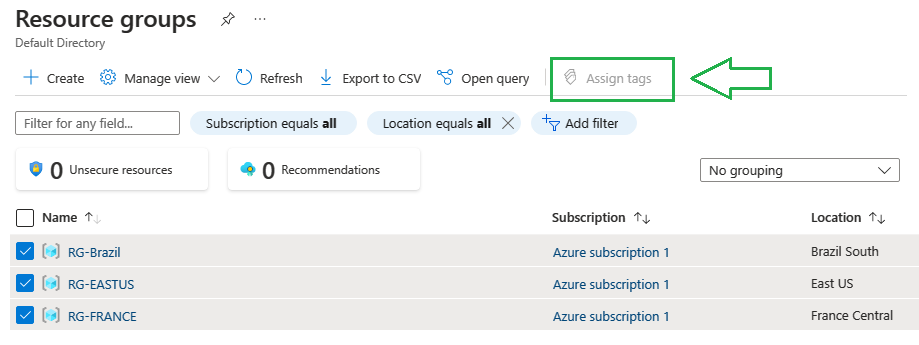 Resource groups
Default Directory
Create Manage view Refresh Export to CSV Open query Assign tags
Filter for any field... Subscription equals all Location equals all Add filter
0 Unsecure resources 0 Recommendations No grouping
Name Subscription Location
RG-Brazil Azure subscription 1 Brazil South
RG-EASTUS Azure subscription 1 East US
RG-FRANCE Azure subscription 1 France Central